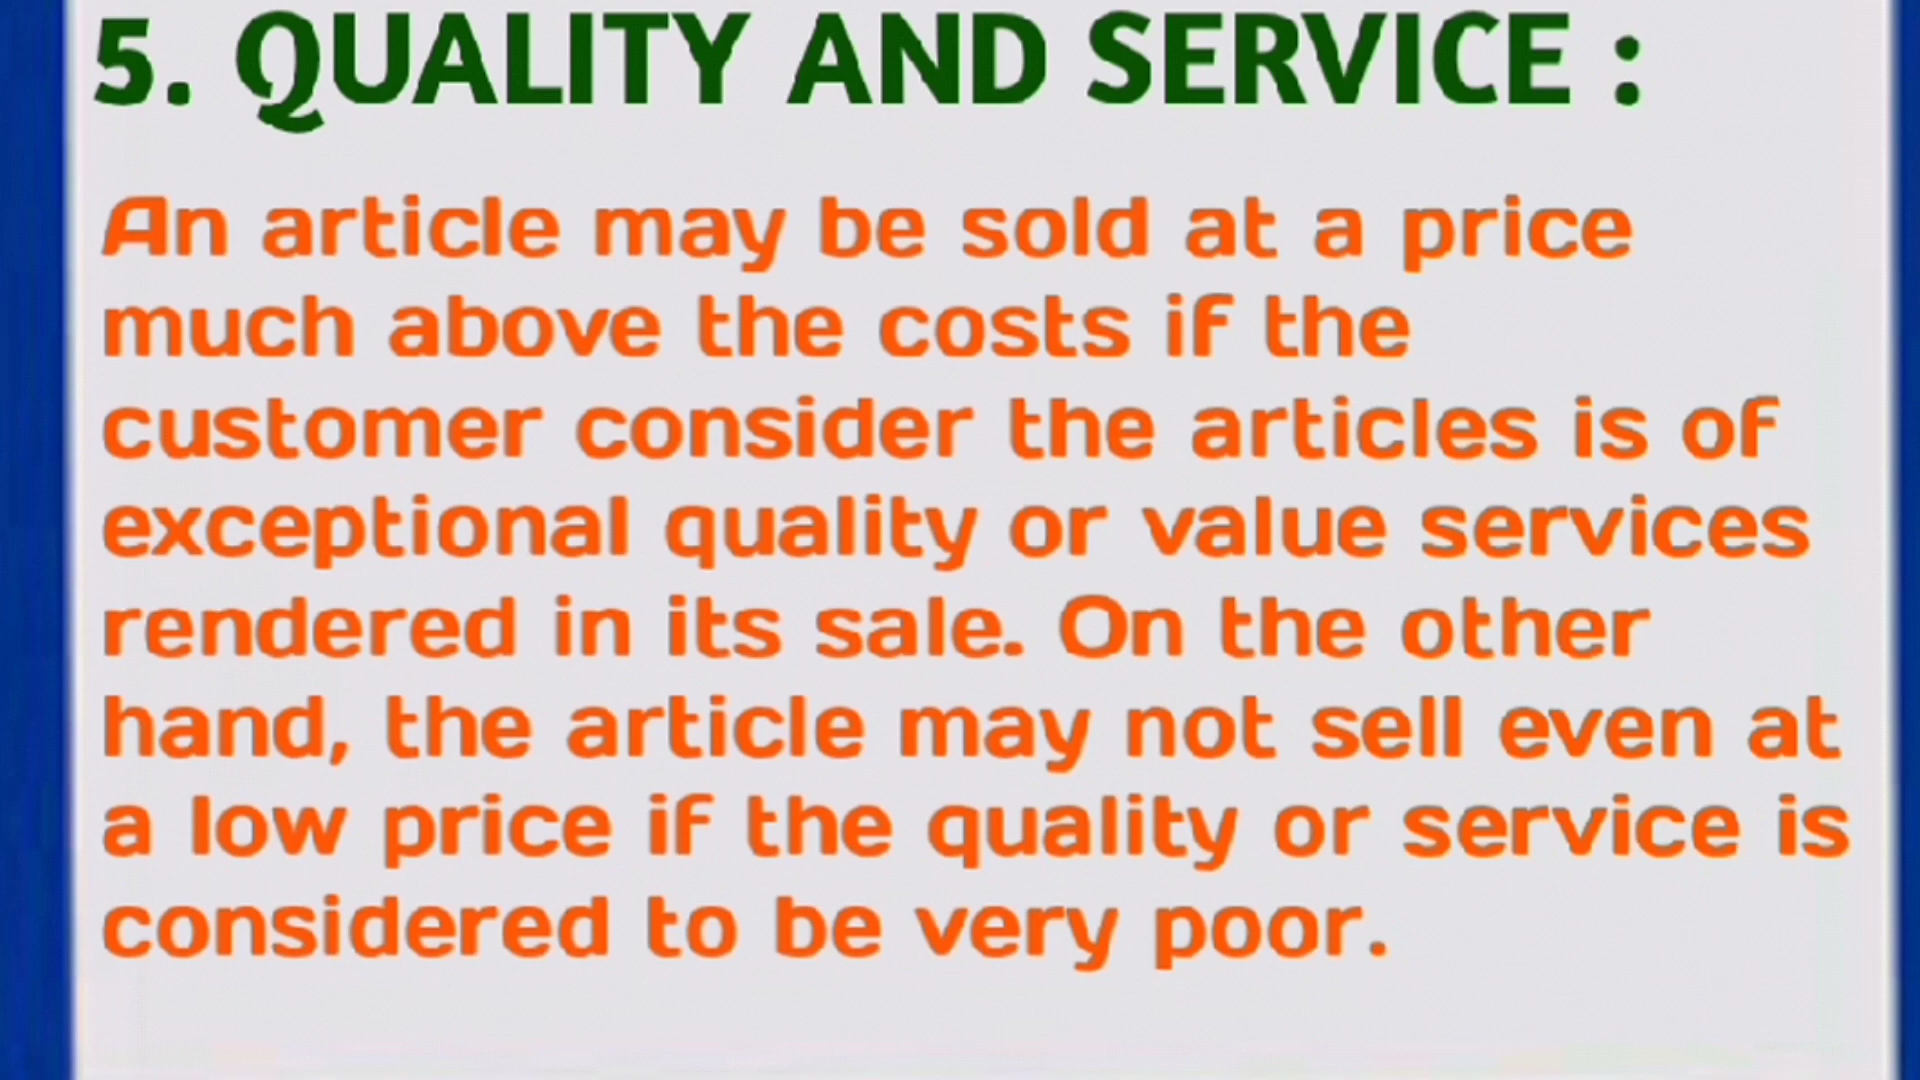 5. QUALITY AND SERVICE :
An article may be sold at a price
much above the costs if the
customer consider the articles is of
exceptional quality or value services
rendered in its sale. On the other
hand, the article may not sell even at
a low price if the quality or service is
considered to be very poor.